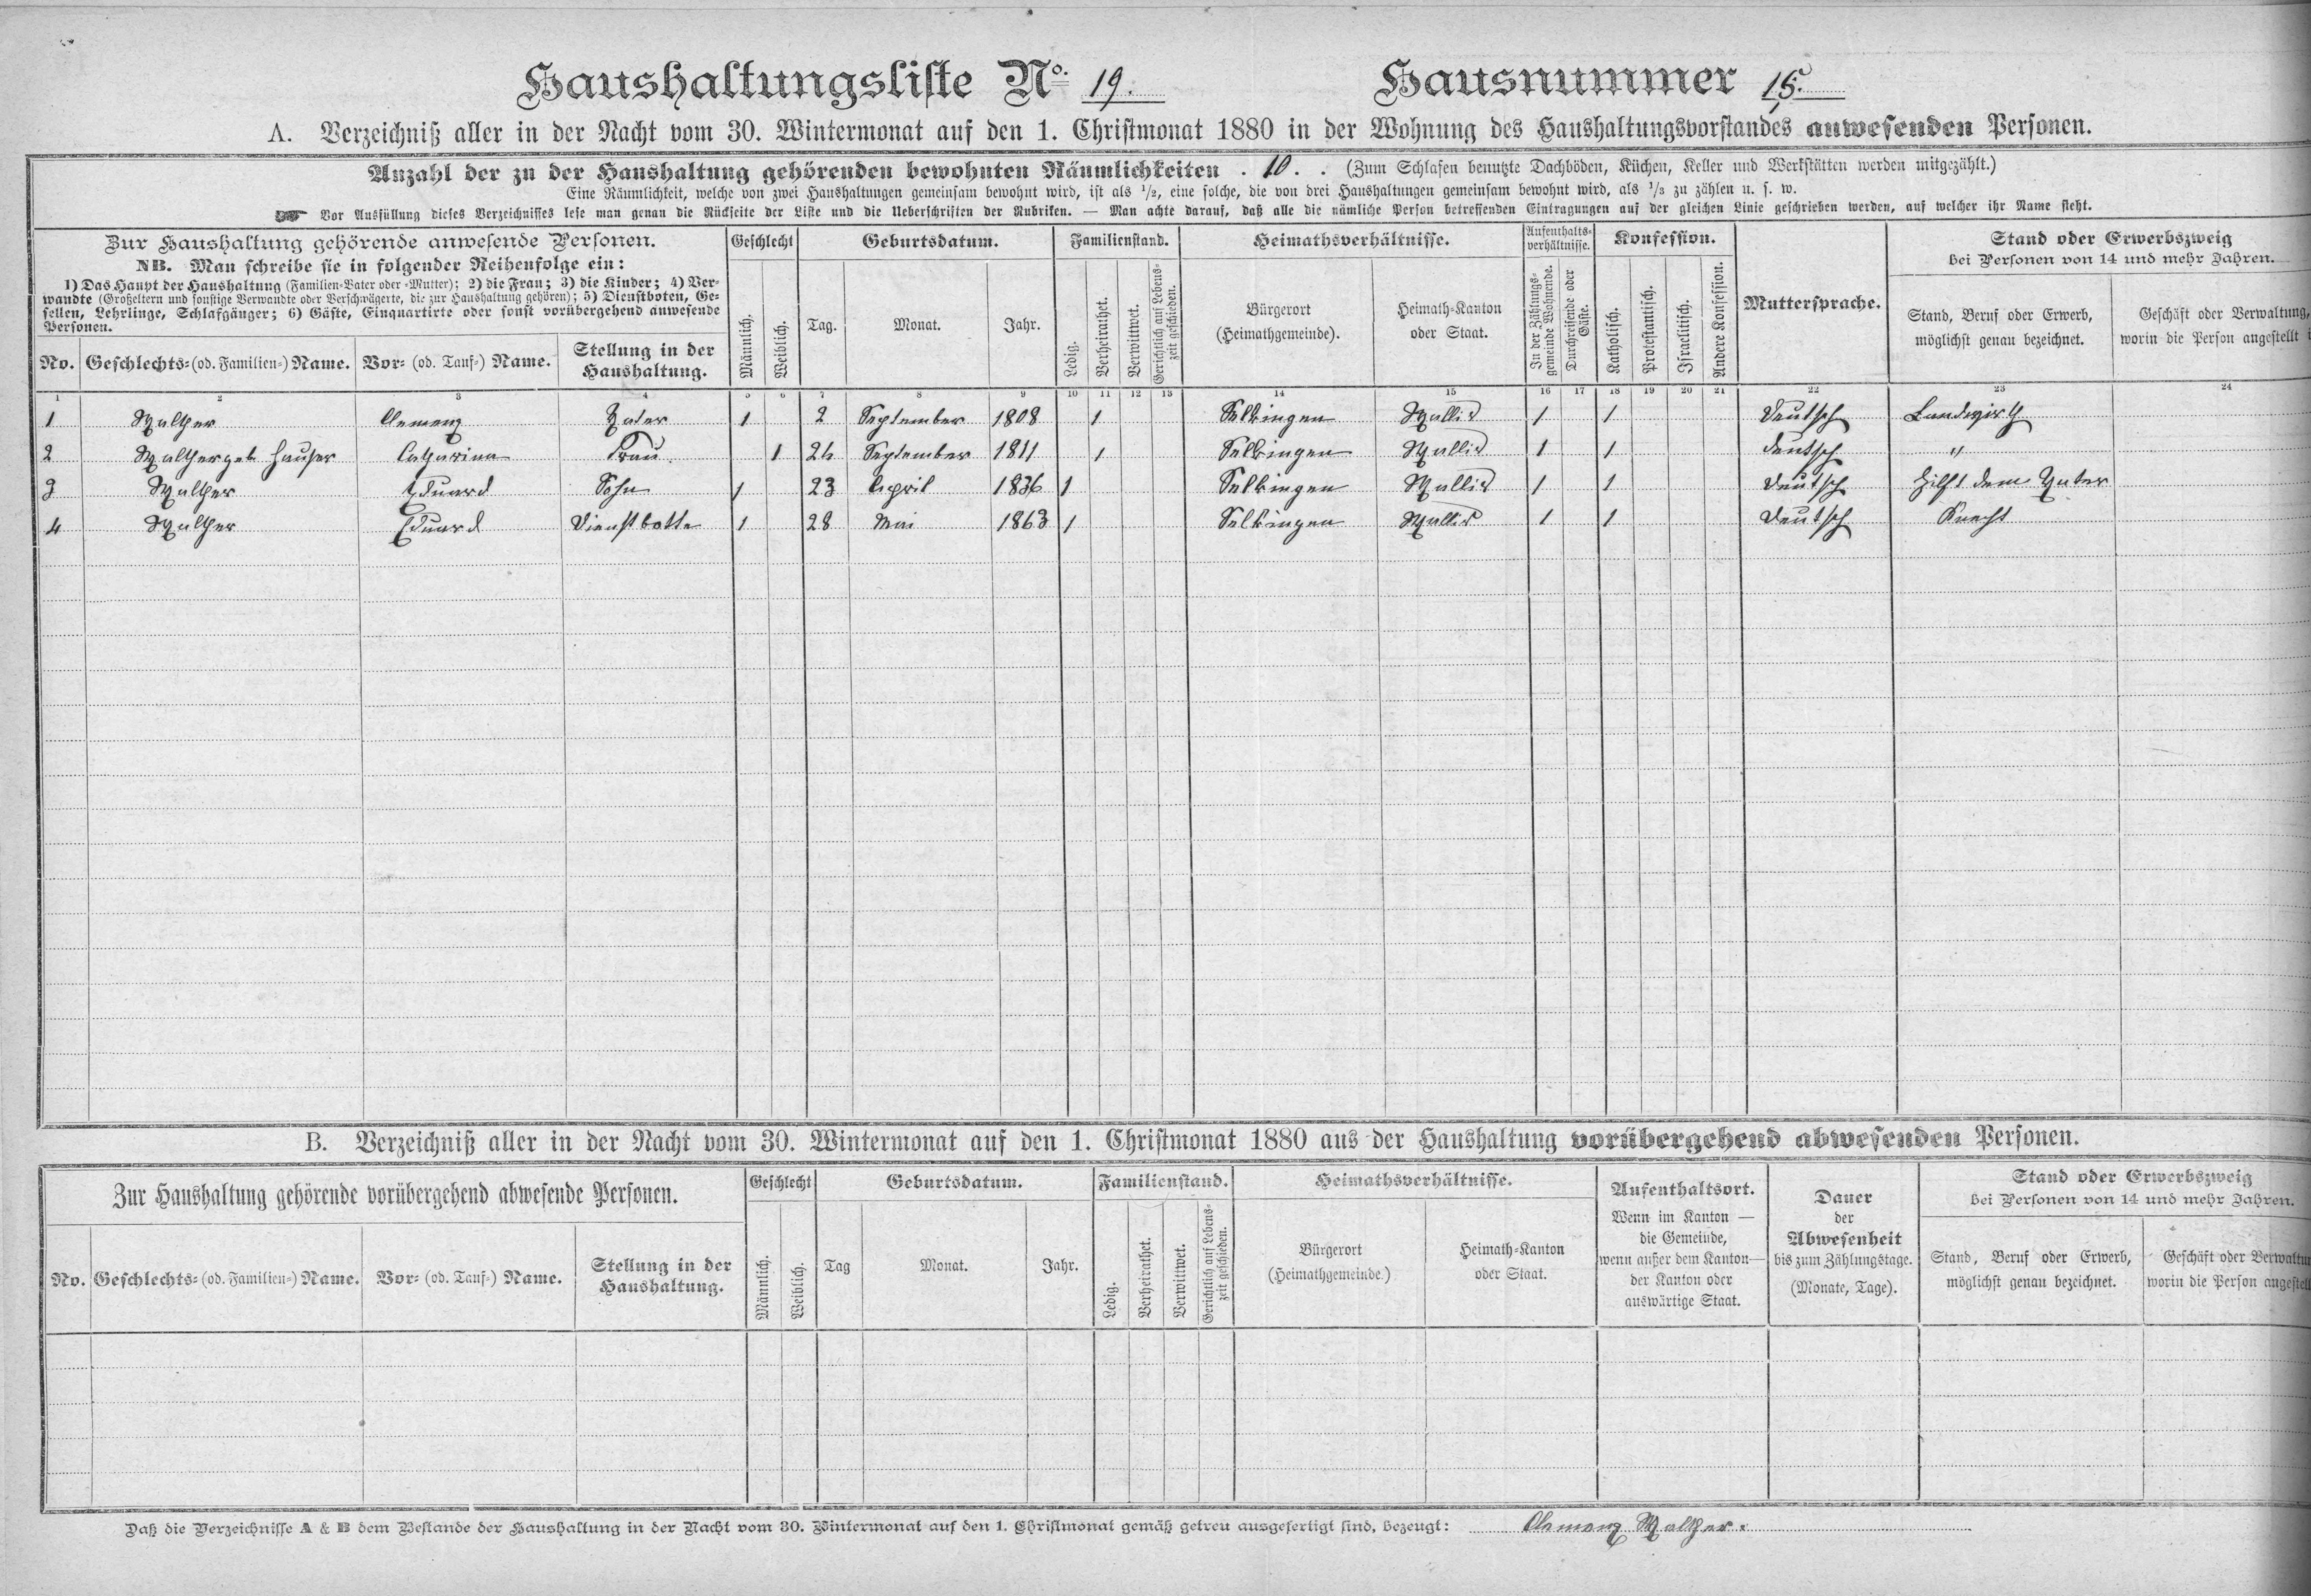 Haushaltungsliste No. 19. Hausnummer 15.
A. Verzeichniß aller in der Nacht vom 30. Wintermonat auf den 1. Christmonat 1880 in der Wohnung des Haushaltungsvorstandes anwesenden Personen.
Anzahl der zu der Haushaltung gehörenden bewohnten Räumlichkeiten . 10. . (Zum Schlafen benutzte Dachböden, Küchen, Keller und Werkstätten werden mitgezählt.)
Eine Räumlichkeit, welche von zwei Haushaltungen gemeinsam bewohnt wird, ist als 1/2, eine solche, die von drei Haushaltungen gemeinsam bewohnt wird, als 1/3 zu zählen u. s. w.
☞ Vor Ausfüllung dieses Verzeichnisses lese man genau die Rückseite der Liste und die Ueberschriften der Rubriken. — Man achte darauf, daß alle die nämliche Person betreffenden Eintragungen auf der gleichen Linie geschrieben werden, auf welcher ihr Name steht.
Zur Haushaltung gehörende anwesende Personen.
NB. Man schreibe sie in folgender Reihenfolge ein:
1) Das Haupt der Haushaltung (Familien-Vater oder -Mutter); 2) die Frau; 3) die Kinder; 4) Ver-
wandte (Großeltern und sonstige Verwandte oder Verschwägerte, die zur Haushaltung gehören); 5) Dienstboten, Ge-
sellen, Lehrlinge, Schlafgänger; 6) Gäste, Einquartirte oder sonst vorübergehend anwesende
Personen.
No. Geschlechts- (od. Familien-) Name. Vor- (od. Tauf-) Name. Stellung in der
Haushaltung.
Geschlecht
Männlich. Weiblich.
Geburtsdatum.
Tag. Monat. Jahr.
Familienstand.
Ledig. Verheirathet. Verwittwet. Gerichtlich auf Lebens-
zeit geschieden.
Heimathsverhältnisse.
Bürgerort
(Heimathgemeinde).
Heimath-Kanton
oder Staat.
Aufenthalts-
verhältnisse.
In der Zählungs-
gemeinde Wohnende.
Durchreisende oder
Gäste.
Konfession.
Katholisch. Protestantisch. Israelitisch. Andere Konfession.
Muttersprache.
Stand oder Erwerbszweig
bei Personen von 14 und mehr Jahren.
Stand, Beruf oder Erwerb,
möglichst genau bezeichnet.
Geschäft oder Verwaltung,
worin die Person angestellt i
1 2 3 4 5 6 7 8 9 10 11 12 13 14 15 16 17 18 19 20 21 22 23 24
1 Walther Clemenz Vater 1 2 September 1808 1 Selkingen Wallis 1 1 Deutsch Landwirth
2 Walther geb Hauser Catharina Frau. 1 24 September 1811 1 Selkingen Wallis 1 1 deutsch "
3 Walther Eduard Sohn 1 23 April 1836 1 Selkingen Wallis 1 1 Deutsch Hilft dem Vater
4 Walther Eduard Dienstbotte 1 28 Mai 1863 1 Selkingen Wallis 1 1 Deutsch Knecht
B. Verzeichniß aller in der Nacht vom 30. Wintermonat auf den 1. Christmonat 1880 aus der Haushaltung vorübergehend abwesenden Personen.
Zur Haushaltung gehörende vorübergehend abwesende Personen.
No. Geschlechts- (od. Familien-) Name. Vor- (od. Tauf-) Name. Stellung in der
Haushaltung.
Geschlecht
Männlich. Weiblich.
Geburtsdatum.
Tag Monat. Jahr.
Familienstand.
Ledig. Verheirathet. Verwittwet. Gerichtlich auf Lebens-
zeit geschieden.
Heimathsverhältnisse.
Bürgerort
(Heimathgemeinde.)
Heimath-Kanton
oder Staat.
Aufenthaltsort.
Wenn im Kanton —
die Gemeinde,
wenn außer dem Kanton—
der Kanton oder
auswärtige Staat.
Dauer
der
Abwesenheit
bis zum Zählungstage.
(Monate, Tage).
Stand oder Erwerbszweig
bei Personen von 14 und mehr Jahren.
Stand, Beruf oder Erwerb,
möglichst genau bezeichnet.
Geschäft oder Verwaltun
worin die Person angestell
Daß die Verzeichnisse A & B dem Bestande der Haushaltung in der Nacht vom 30. Wintermonat auf den 1. Christmonat gemäß getreu ausgefertigt sind, bezeugt: Clemenz Walther.